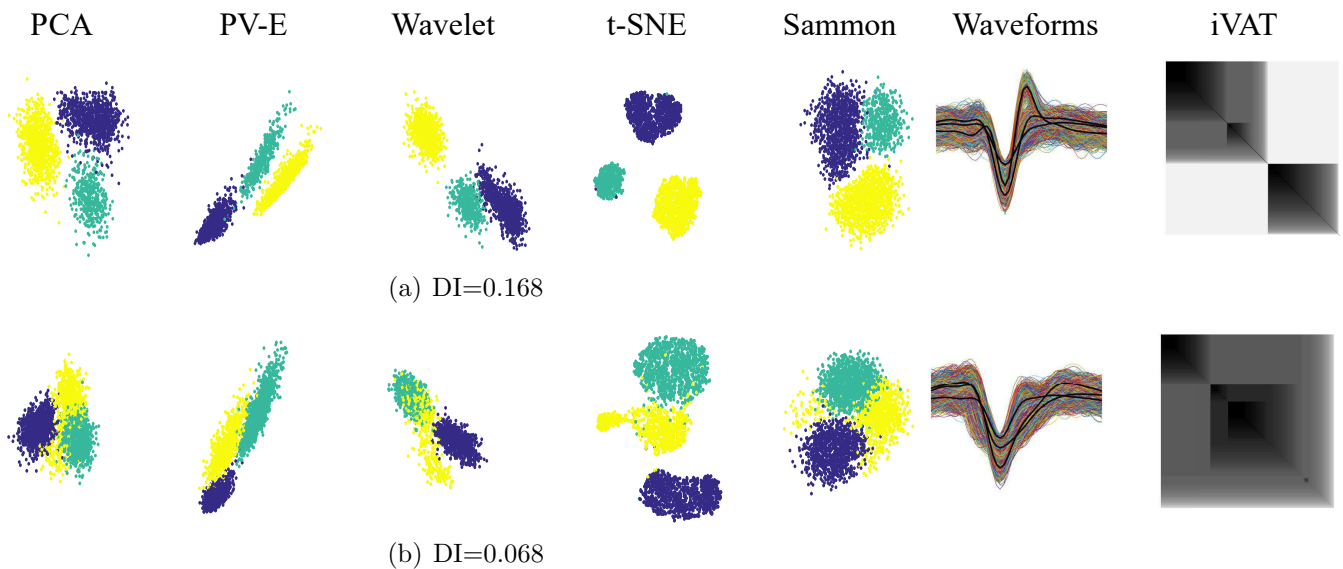 PCA PV-E Wavelet t-SNE Sammon Waveforms iVAT
(a) DI=0.168
(b) DI=0.068